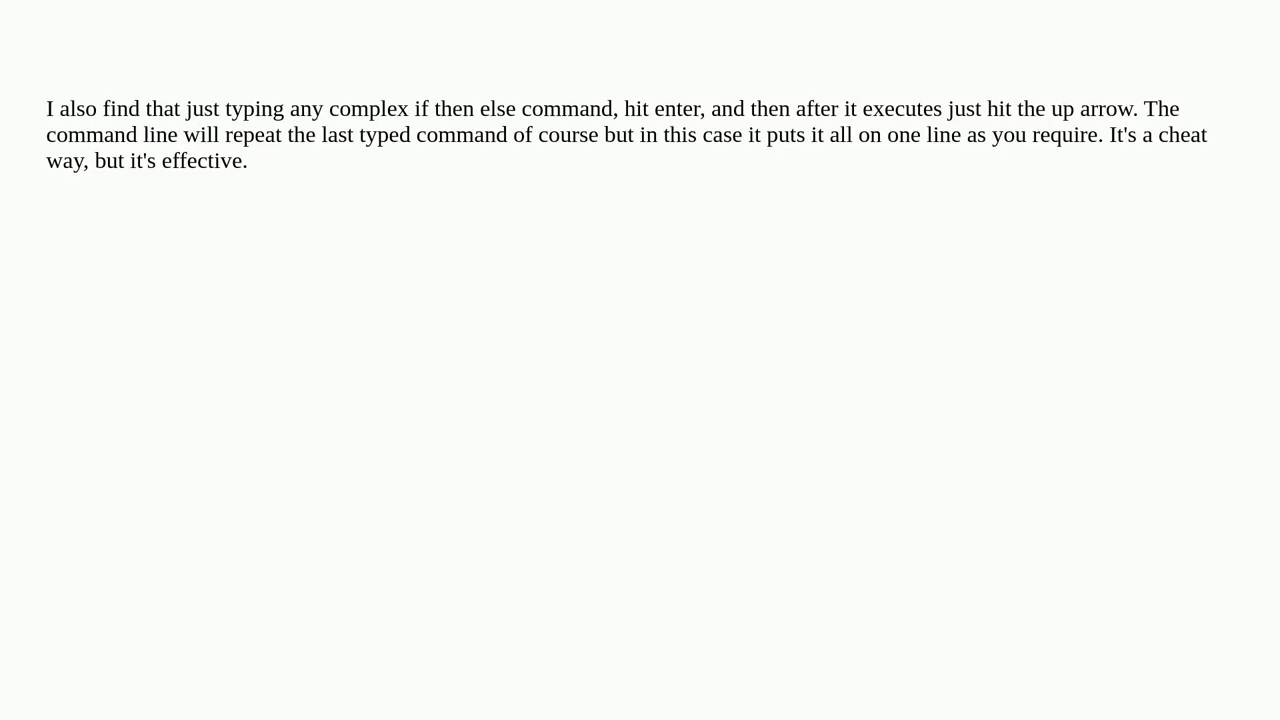 I also find that just typing any complex if then else command, hit enter, and then after it executes just hit the up arrow. The
command line will repeat the last typed command of course but in this case it puts it all on one line as you require. It's a cheat
way, but it's effective.